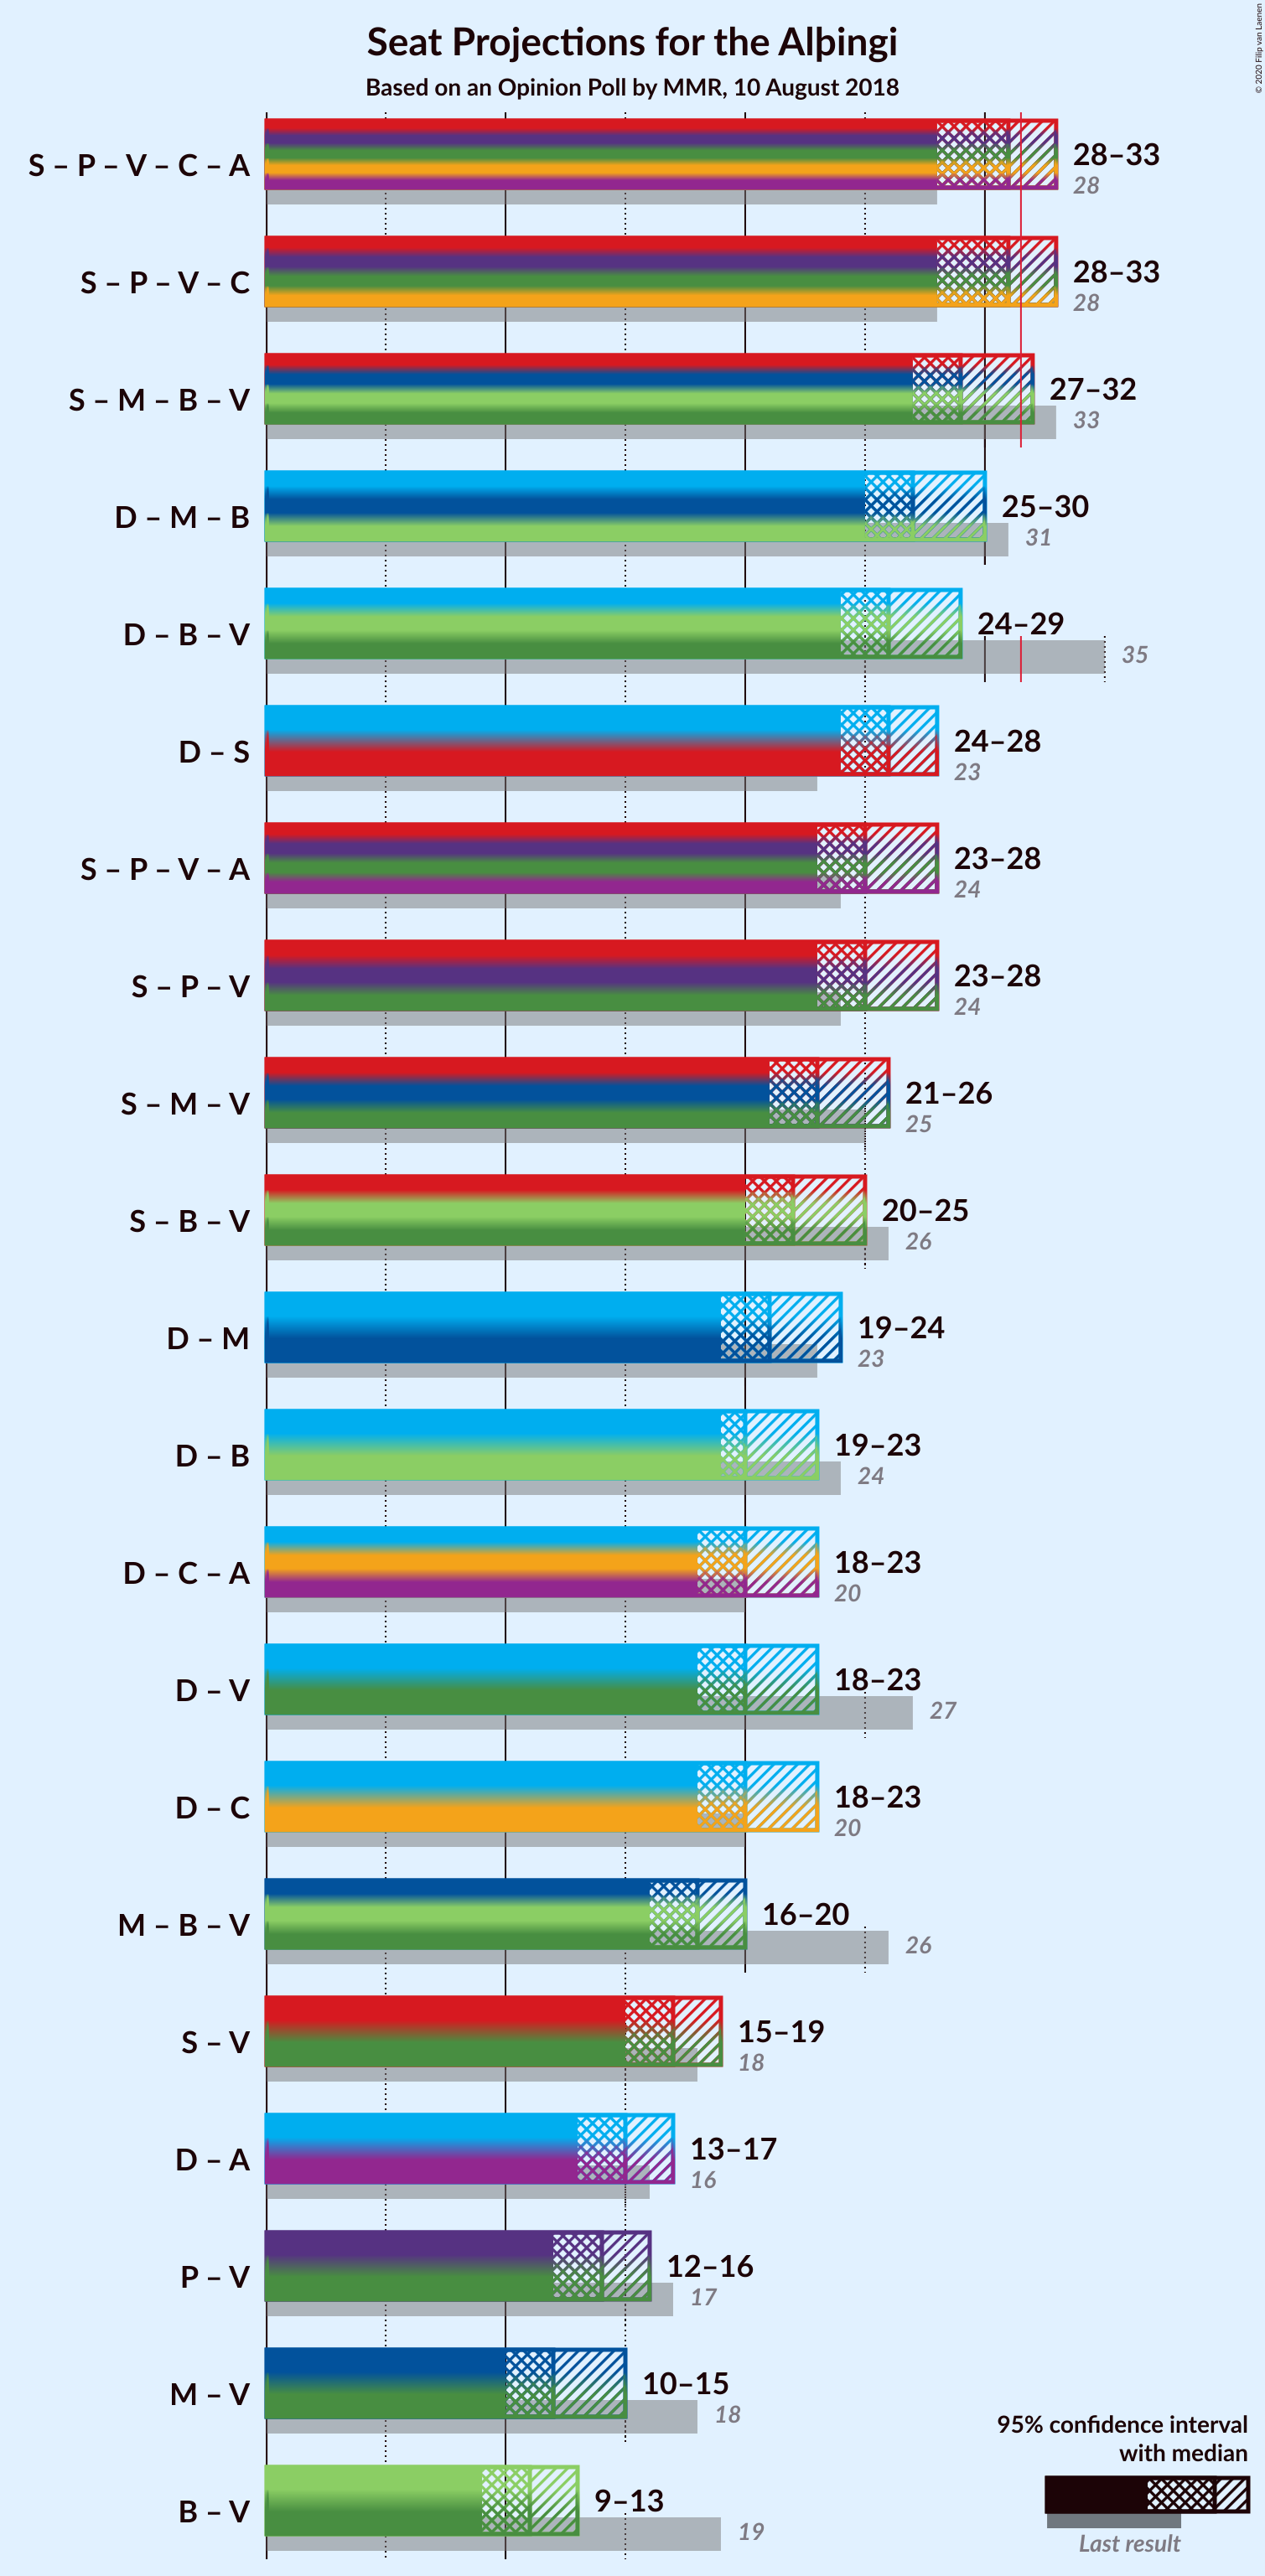 Seat Projections for the Alþingi
Based on an Opinion Poll by MMR, 10 August 2018
© 2020 Filip van Laenen
S – P – V – C – A
28–33
28
S – P – V – C
28–33
28
S – M – B – V
27–32
33
D – M – B
25–30
31
D – B – V
24–29
35
D – S
24–28
23
S – P – V – A
23–28
24
S – P – V
23–28
24
S – M – V
21–26
25
S – B – V
20–25
26
D – M
19–24
23
D – B
19–23
24
D – C – A
18–23
20
D – V
18–23
27
D – C
18–23
20
M – B – V
16–20
26
S – V
15–19
18
D – A
13–17
16
P – V
12–16
17
M – V
10–15
18
B – V
9–13
19
95% confidence interval
with median
Last result